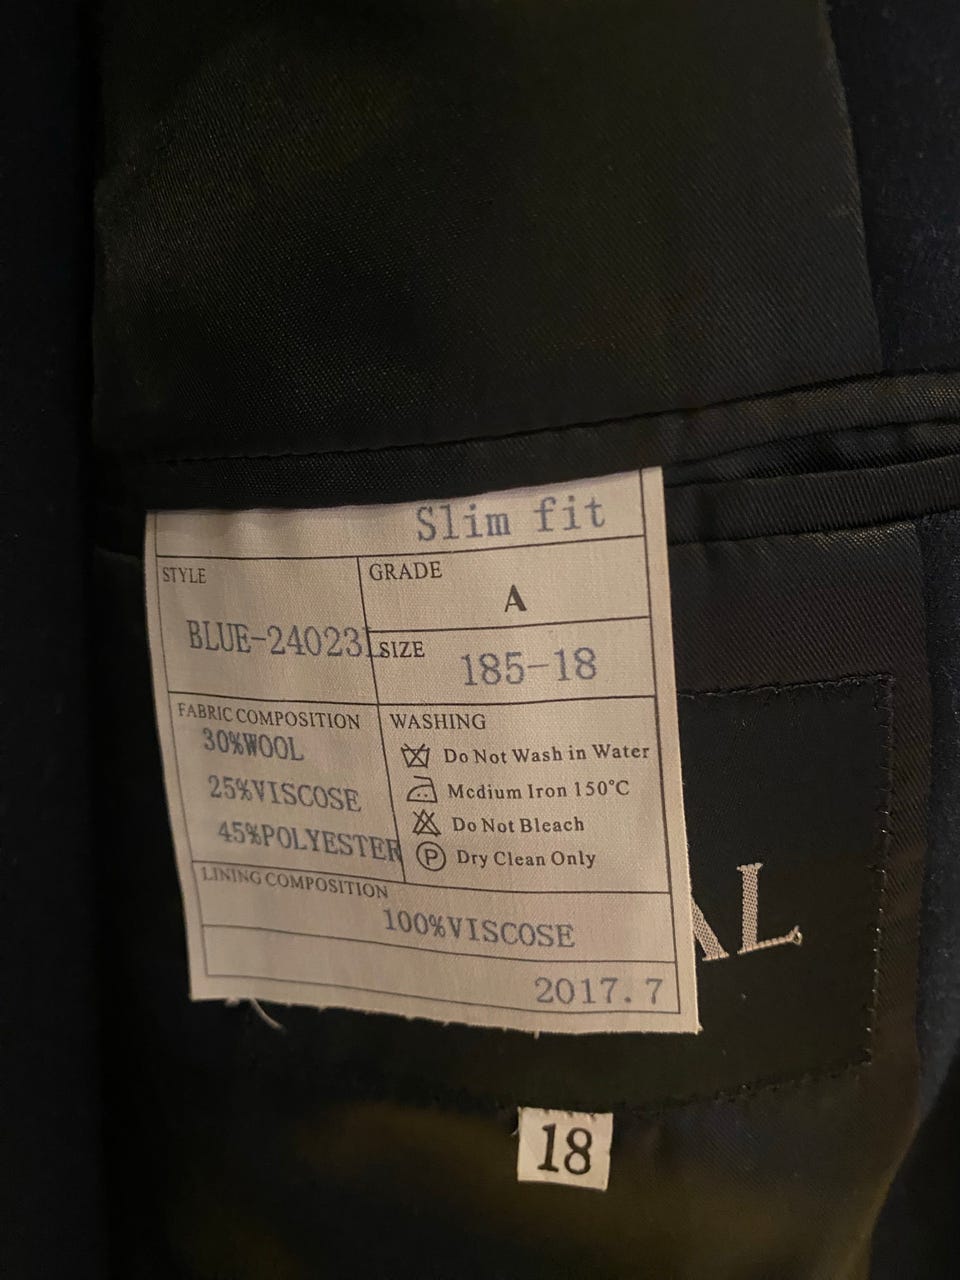 Slim fit
STYLE
BLUE-24023L
GRADE
A
SIZE
185-18
FABRIC COMPOSITION
30%WOOL
25%VISCOSE
45%POLYESTER
WASHING
Do Not Wash in Water
Medium Iron 150°C
Do Not Bleach
P Dry Clean Only
LINING COMPOSITION
100%VISCOSE
2017.7
AL
18